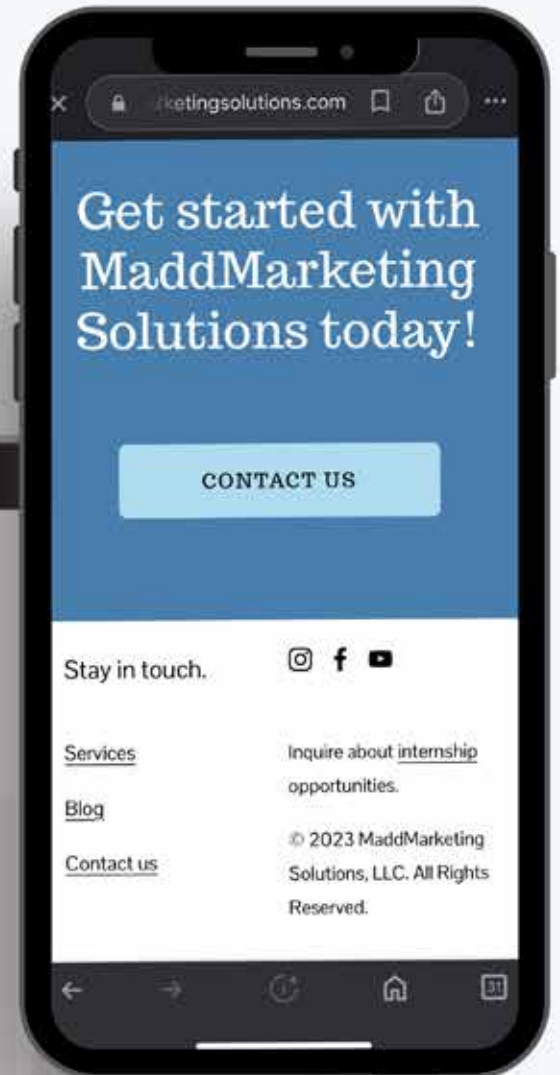 ketingsolutions.com
Get started with
MaddMarketing
Solutions today!
CONTACT US
Stay in touch.
Services
Blog
Contact us
Inquire about internship
opportunities.
© 2023 MaddMarketing
Solutions, LLC. All Rights
Reserved.
31